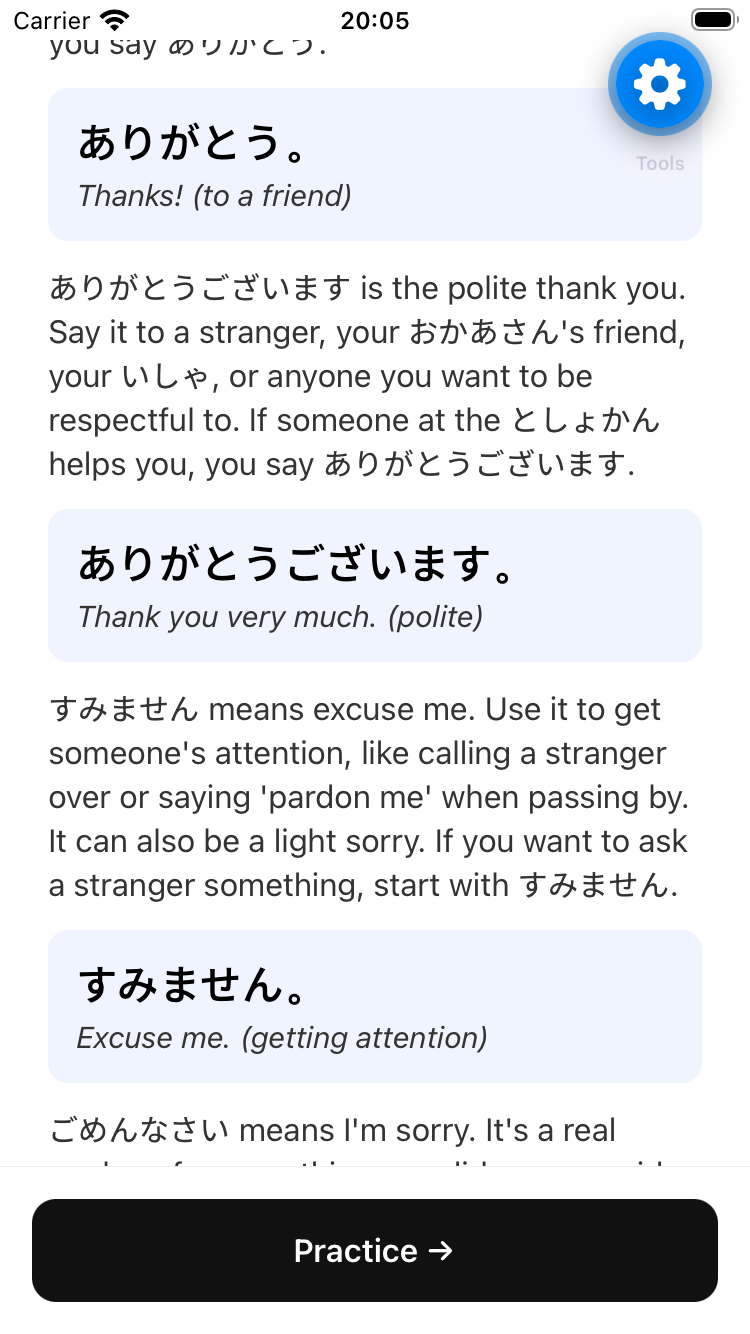 Carrier 20:05
you say ありがとう.
ありがとう。
Tools
Thanks! (to a friend)
ありがとうございます is the polite thank you.
Say it to a stranger, your おかあさん's friend,
your いしゃ, or anyone you want to be
respectful to. If someone at the としょかん
helps you, you say ありがとうございます.
ありがとうございます。
Thank you very much. (polite)
すみません means excuse me. Use it to get
someone's attention, like calling a stranger
over or saying 'pardon me' when passing by.
It can also be a light sorry. If you want to ask
a stranger something, start with すみません.
すみません。
Excuse me. (getting attention)
ごめんなさい means I'm sorry. It's a real
Practice →